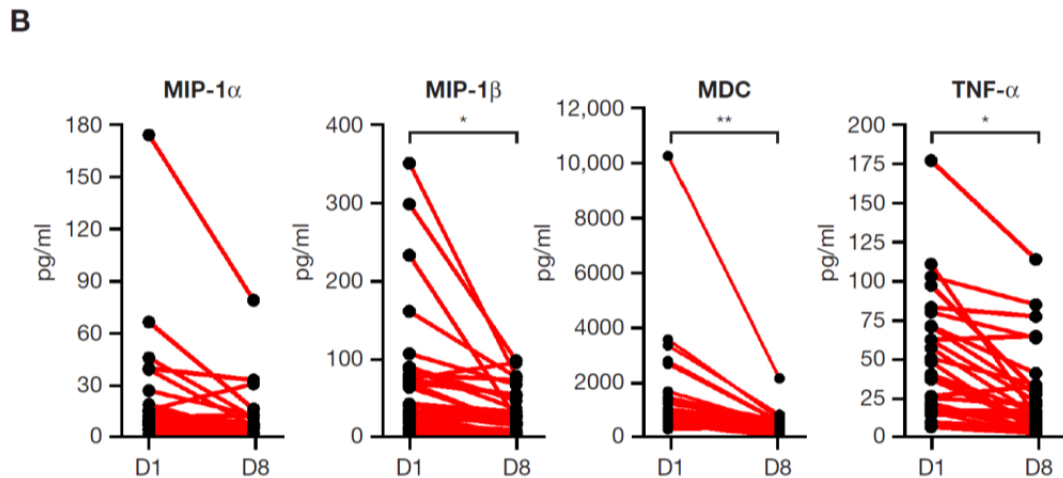 B
MIP-1α
pg/ml
180
150
120
90
60
30
0
D1 D8
MIP-1β
*
pg/ml
400
300
200
100
0
D1 D8
MDC
**
pg/ml
12,000
10,000
8000
6000
4000
2000
0
D1 D8
TNF-α
*
pg/ml
200
175
150
125
100
75
50
25
0
D1 D8